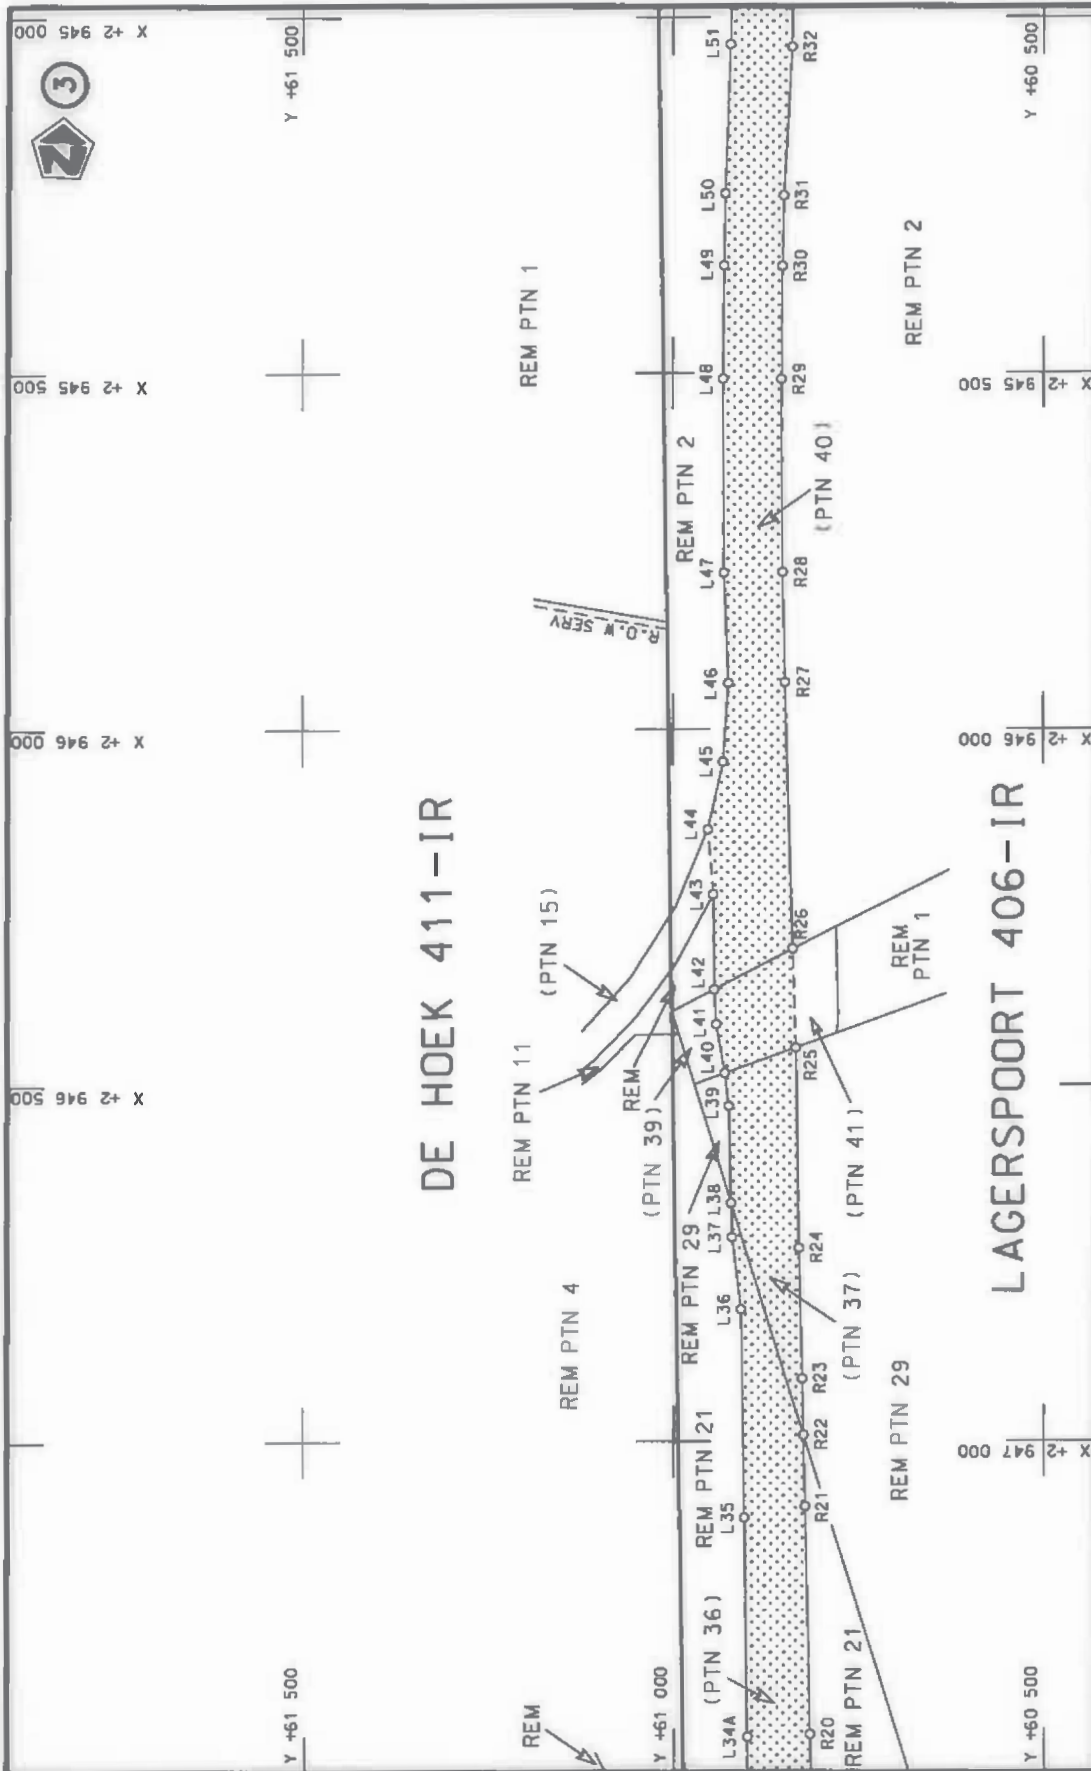 X +2 945 000
X +2 945 500
X +2 946 000
X +2 946 500
3
Y +61 500
Y +61 500
DE HOEK 411-IR
REM PTN 1
REM PTN 11
(PTN 15)
REM PTN 4
REM
R.O.W SERV
REM
(PTN 39)
Y +61 000
REM PTN 21
REM PTN 29
REM PTN 2
L34A
L35
L36
L37
L38
L39
L40
L41
L42
L43
L44
L45
L46
L47
L48
L49
L50
L51
(PTN 36)
R20
R21
R22
R23
R24
R25
R26
R27
R28
R29
R30
R31
R32
REM PTN 21
(PTN 37)
(PTN 41)
(PTN 40)
REM PTN 29
REM
PTN 1
REM PTN 2
LAGERSPOORT 406-IR
Y +60 500
Y +60 500
X +2 947 000
X +2 946 000
X +2 945 500